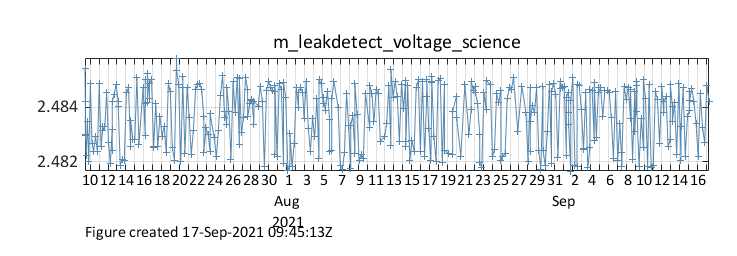 m_leakdetect_voltage_science
2.484
2.482
10 12 14 16 18 20 22 24 26 28 30 1 3 5 7 9 11 13 15 17 19 21 23 25 27 29 31 2 4 6 8 10 12 14 16
Aug Sep
2021
Figure created 17-Sep-2021 09:45:13Z